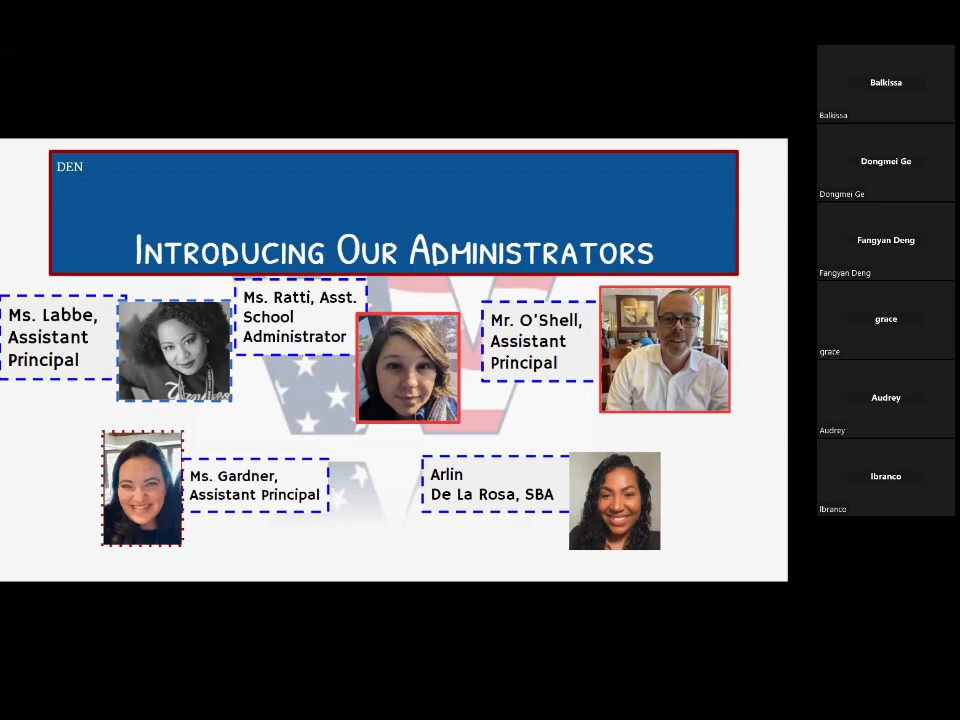 DEN
Introducing Our Administrators
Ms. Labbe,
Assistant
Principal
Ms. Ratti, Asst.
School
Administrator
Mr. O'Shell,
Assistant
Principal
Ms. Gardner,
Assistant Principal
Arlin
De La Rosa, SBA
Balkissa
Balkissa
Dongmei Ge
Dongmei Ge
Fangyan Deng
Fangyan Deng
grace
grace
Audrey
Audrey
lbranco
lbranco